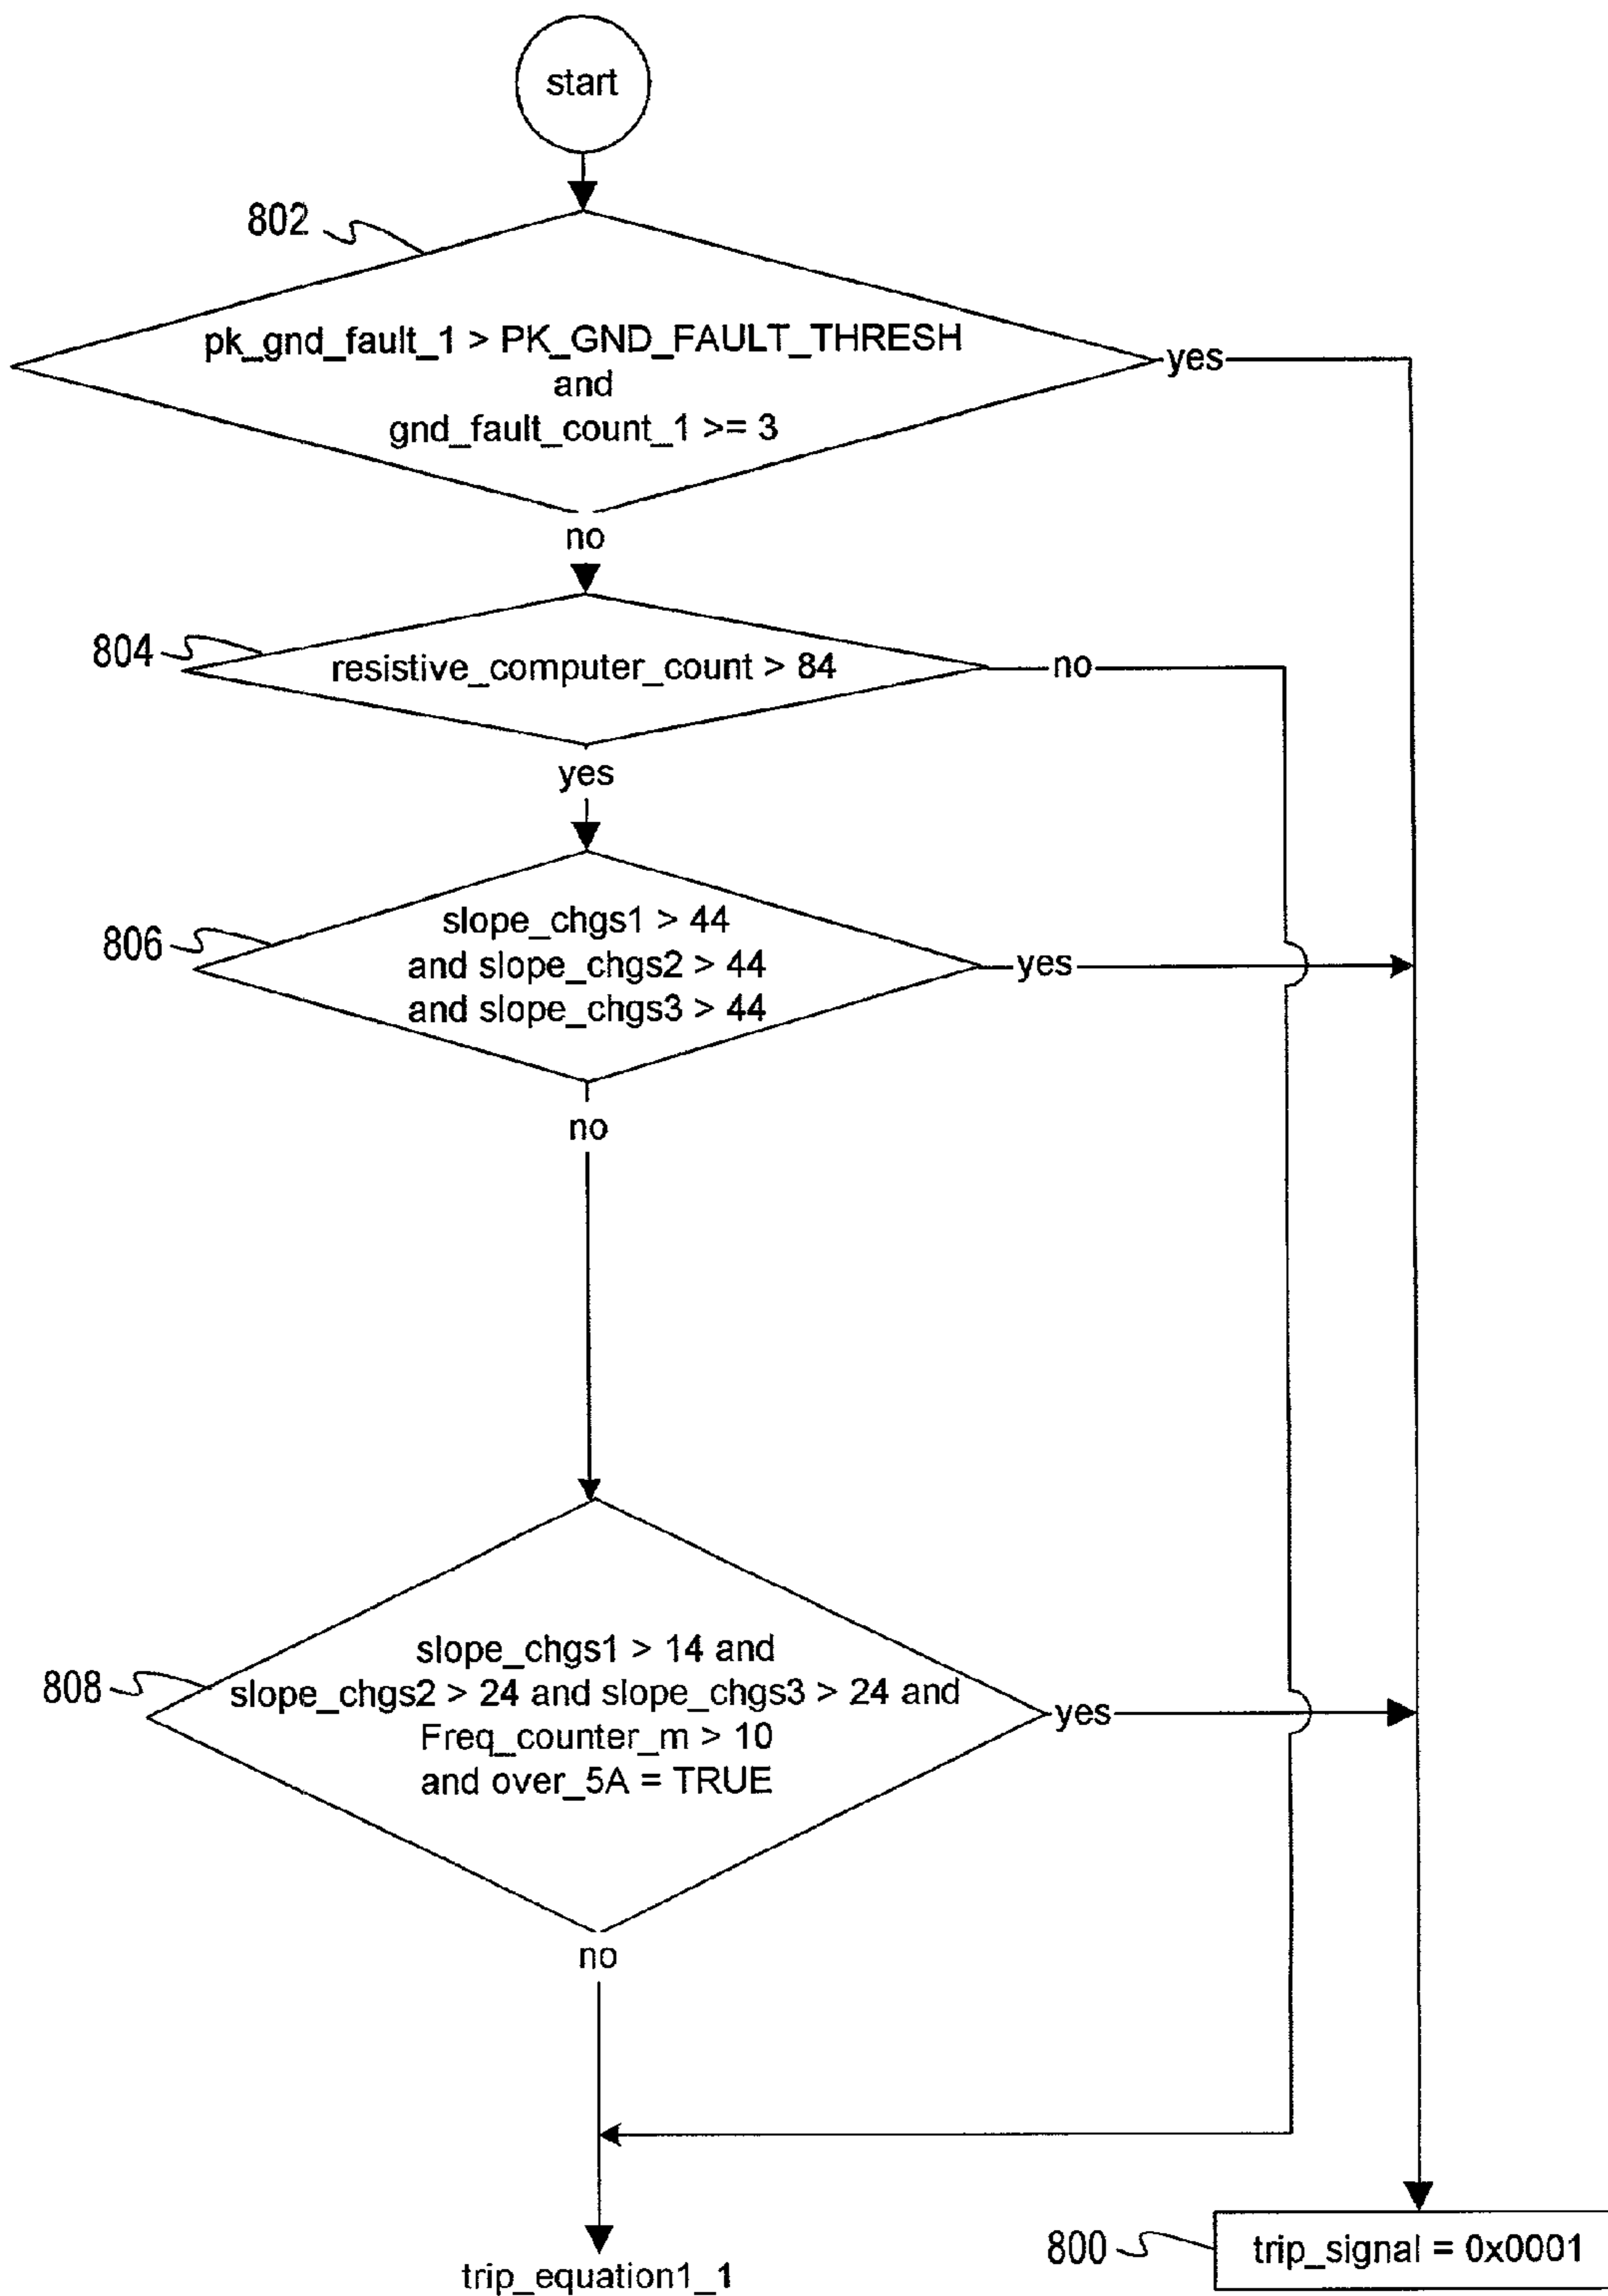 start
802
pk_gnd_fault_1 > PK_GND_FAULT_THRESH
and
gnd_fault_count_1 >= 3
yes
no
804
resistive_computer_count > 84
no
yes
806
slope_chgs1 > 44
and slope_chgs2 > 44
and slope_chgs3 > 44
yes
no
808
slope_chgs1 > 14 and
slope_chgs2 > 24 and slope_chgs3 > 24 and
Freq_counter_m > 10
and over_5A = TRUE
yes
no
800
trip_signal = 0x0001
trip_equation1_1